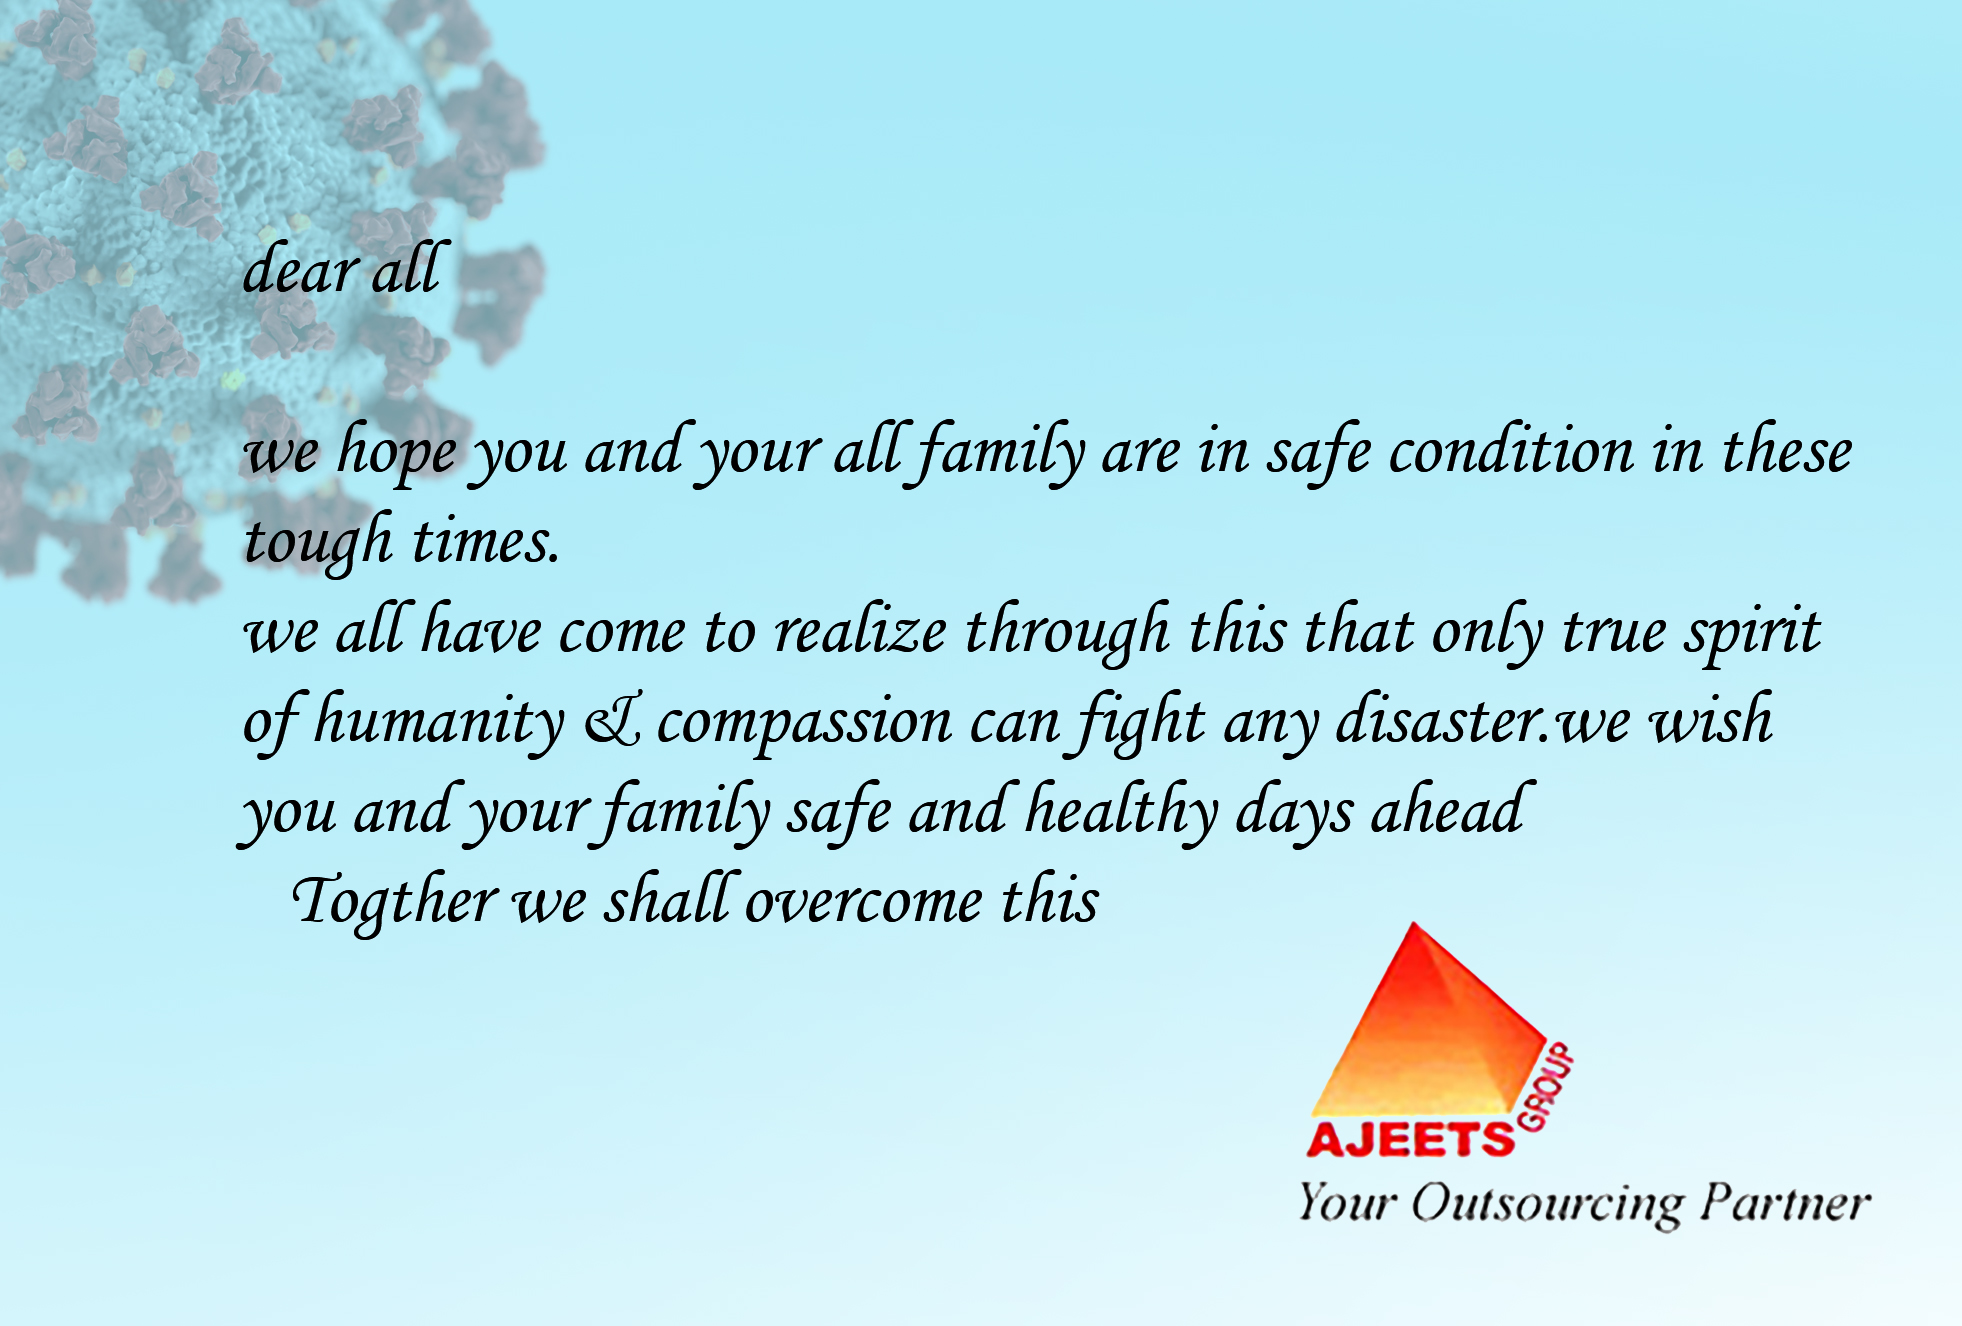 dear all
we hope you and your all family are in safe condition in these
tough times.
we all have come to realize through this that only true spirit
of humanity & compassion can fight any disaster.we wish
you and your family safe and healthy days ahead
Togther we shall overcome this
GROUP
AJEETS
Your Outsourcing Partner